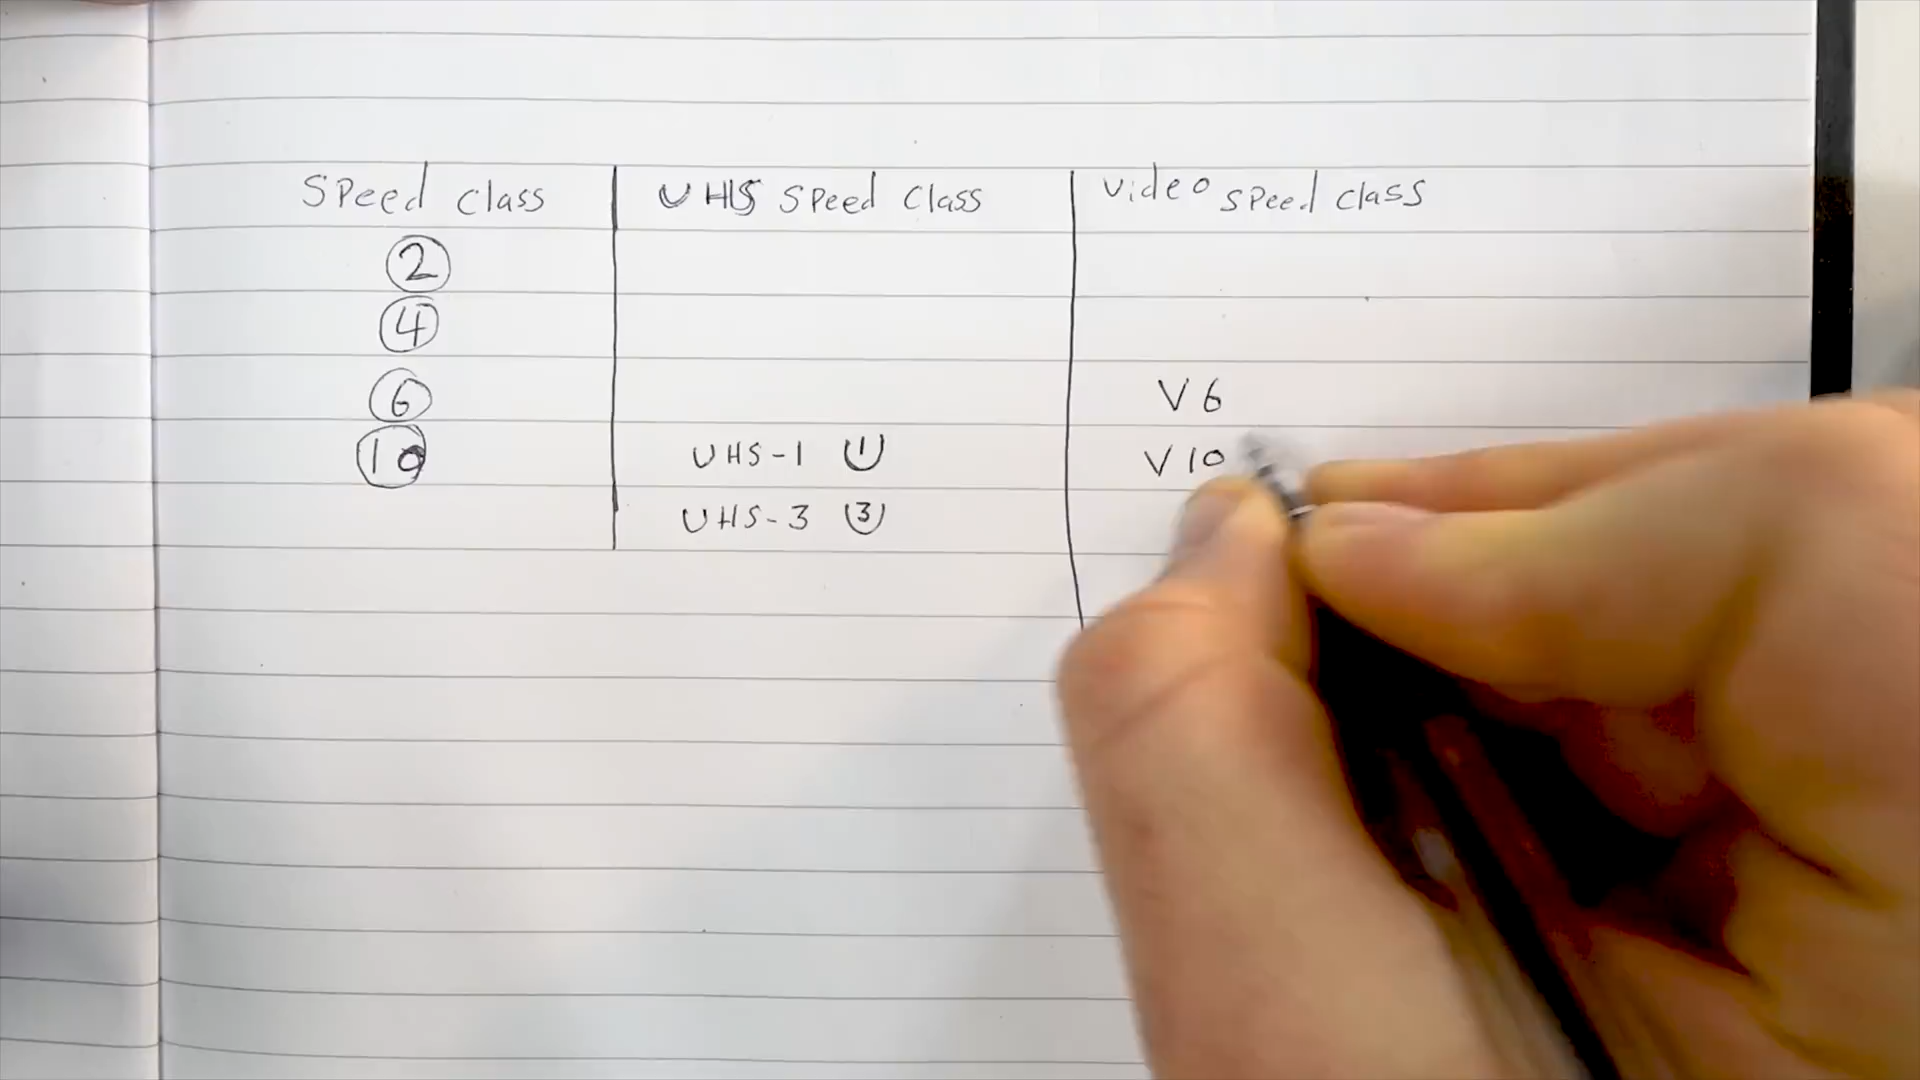 Speed class UHS Speed Class Video Speed class
2
4
6 V6
10 UHS-1 1 V10
UHS-3 3